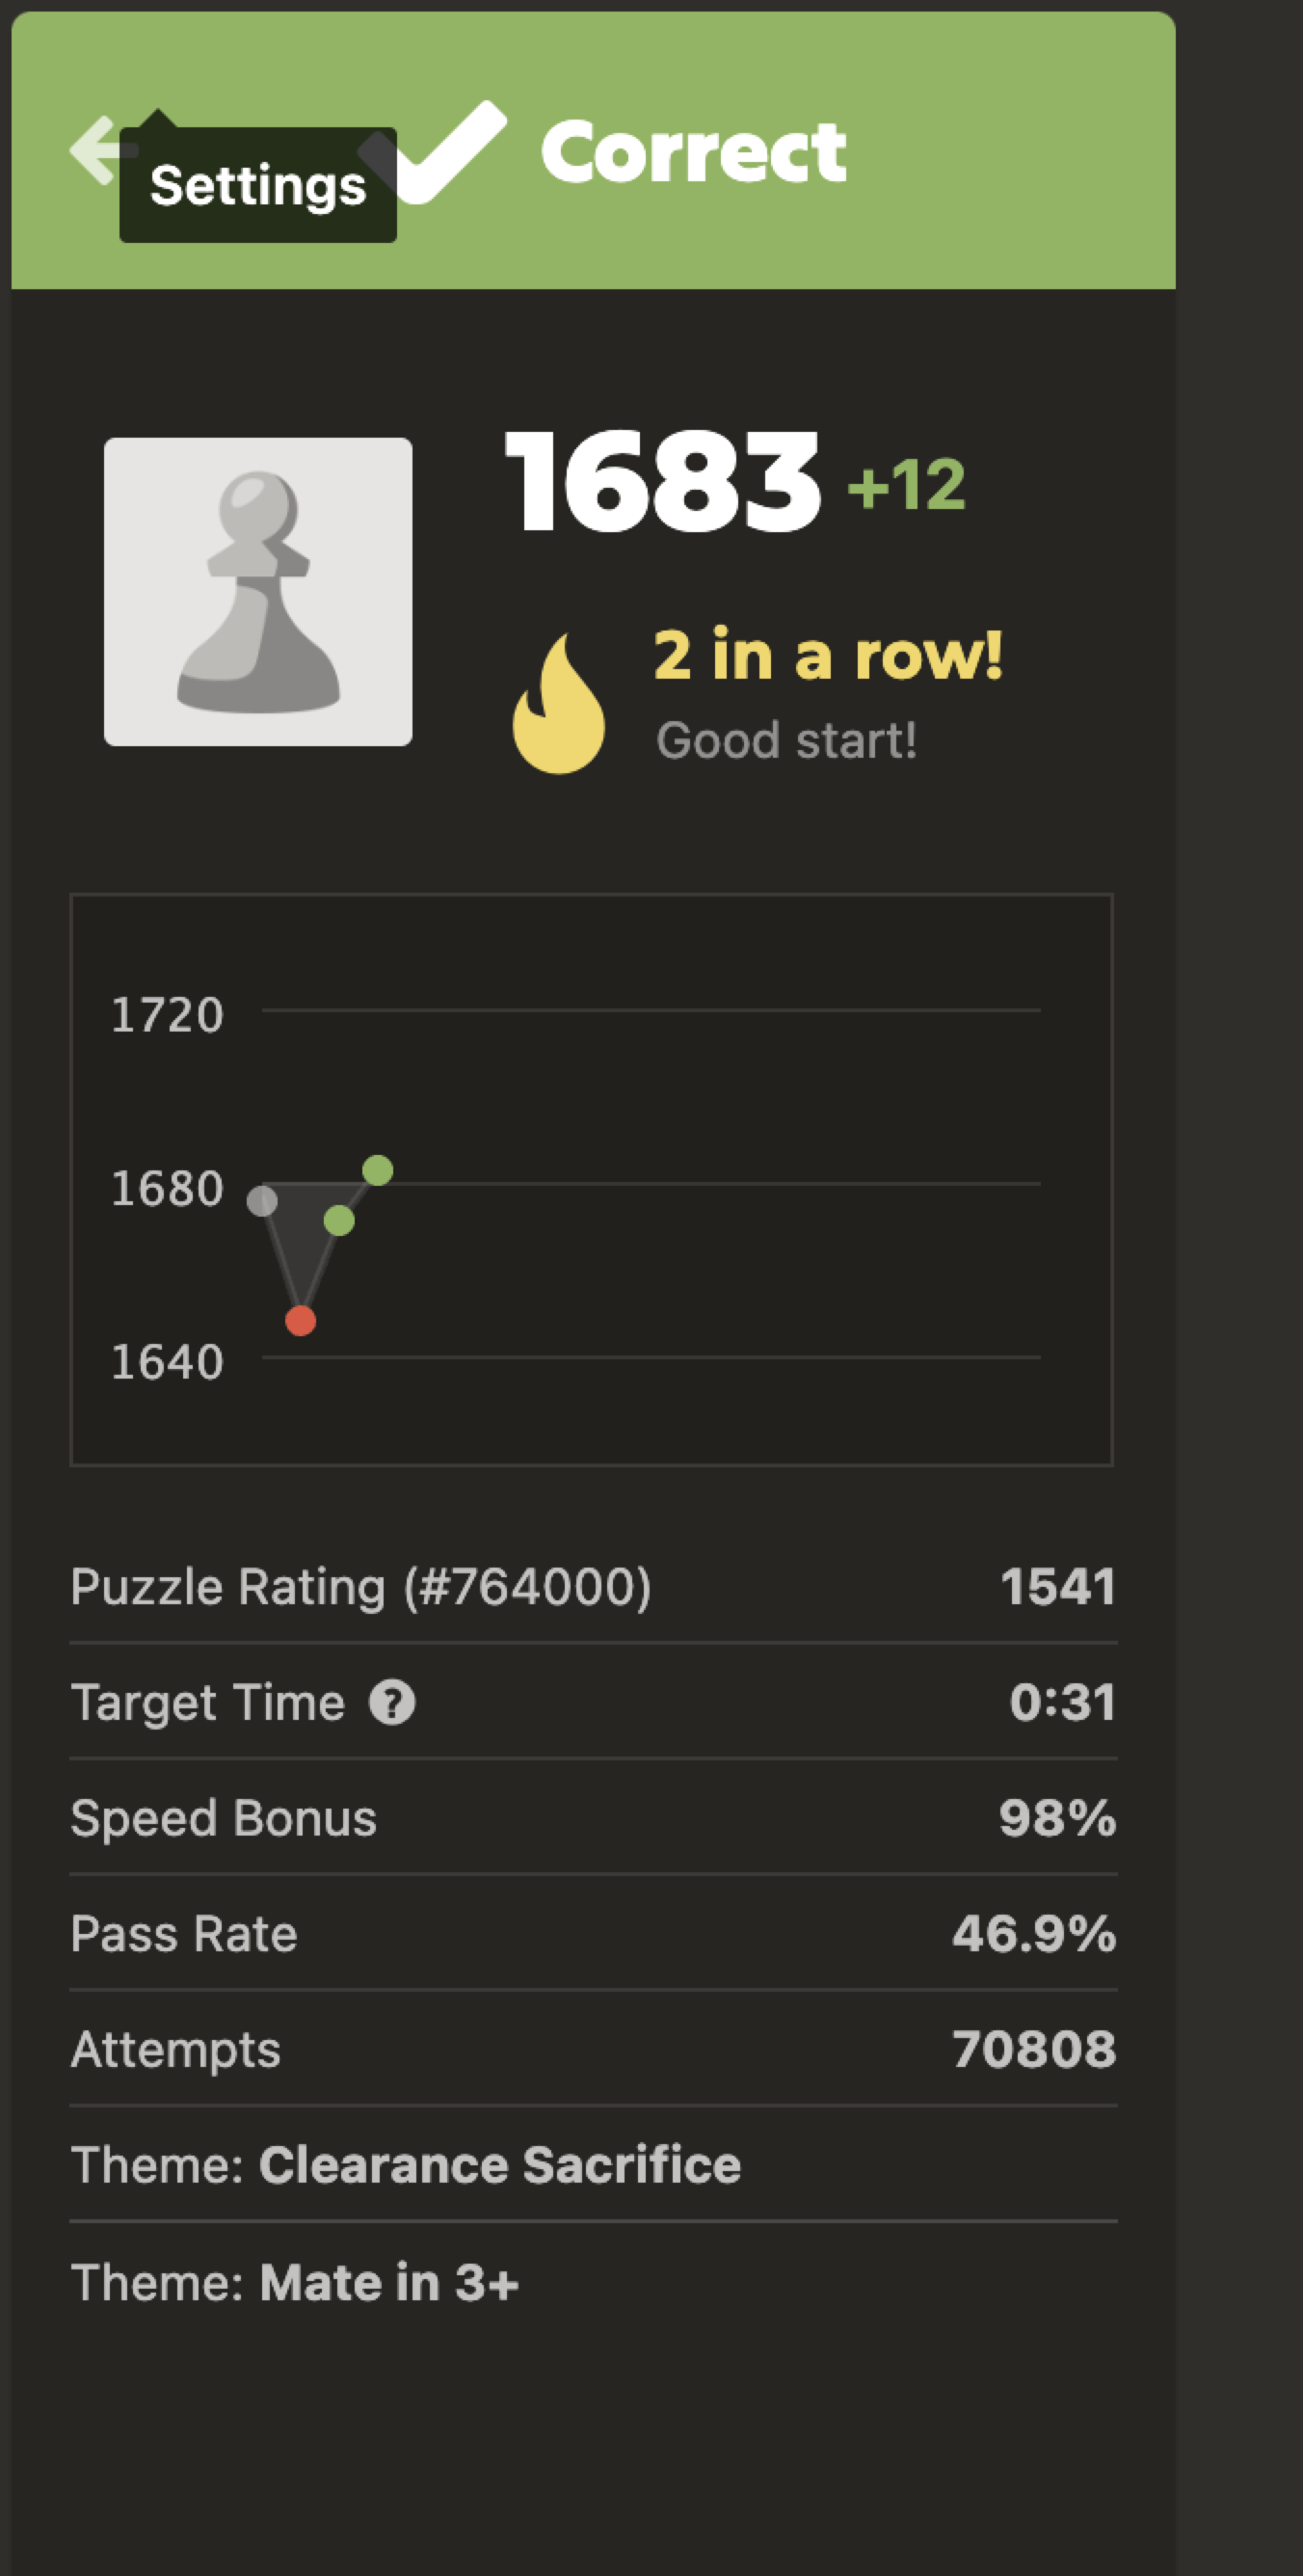 Settings
Correct
1683 +12
2 in a row!
Good start!
1720
1680
1640
Puzzle Rating (#764000) 1541
Target Time ? 0:31
Speed Bonus 98%
Pass Rate 46.9%
Attempts 70808
Theme: Clearance Sacrifice
Theme: Mate in 3+